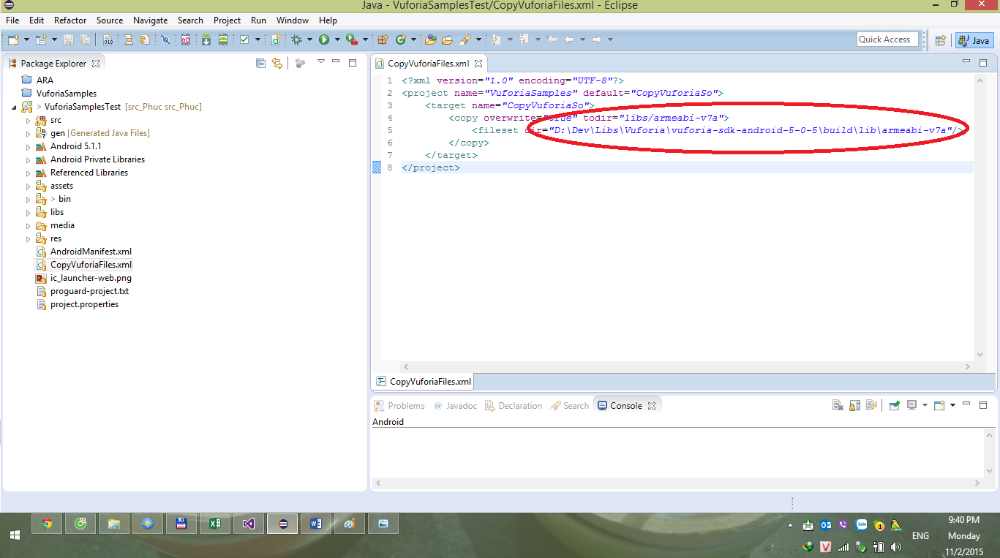 Java - VuforiaSamplesTest/CopyVuforiaFiles.xml - Eclipse
File Edit Refactor Source Navigate Search Project Run Window Help
Quick Access
Java
Package Explorer
ARA
VuforiaSamples
> VuforiaSamplesTest [src_Phuc src_Phuc]
src
gen [Generated Java Files]
Android 5.1.1
Android Private Libraries
Referenced Libraries
assets
> bin
libs
media
res
AndroidManifest.xml
CopyVuforiaFiles.xml
ic_launcher-web.png
proguard-project.txt
project.properties
CopyVuforiaFiles.xml
1 <?xml version="1.0" encoding="UTF-8"?>
2 <project name="VuforiaSamples" default="CopyVuforiaSo">
3 <target name="CopyVuforiaSo">
4 <copy overwrite="true" todir="libs/armeabi-v7a">
5 <fileset dir="D:\Dev\Libs\Vuforia\vuforia-sdk-android-5-0-5\build\lib\armeabi-v7a"/>
6 </copy>
7 </target>
8 </project>
CopyVuforiaFiles.xml
Problems @ Javadoc Declaration Search Console
Android
ENG
9:40 PM
Monday
11/2/2015